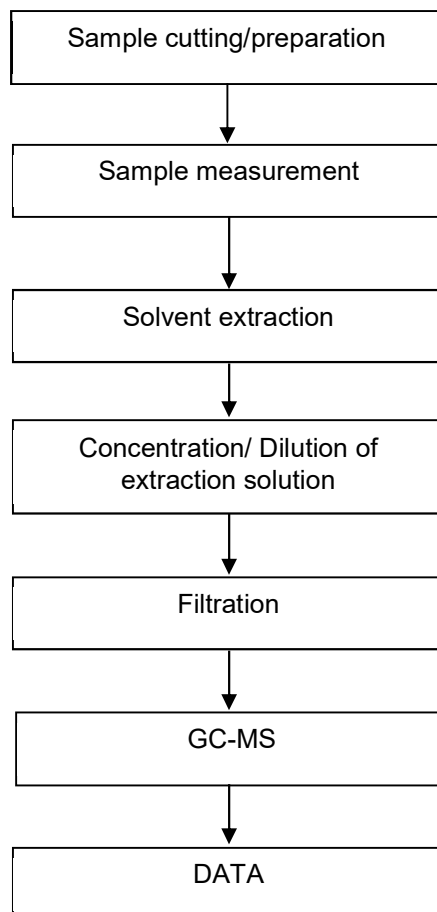 Sample cutting/preparation
Sample measurement
Solvent extraction
Concentration/ Dilution of
extraction solution
Filtration
GC-MS
DATA